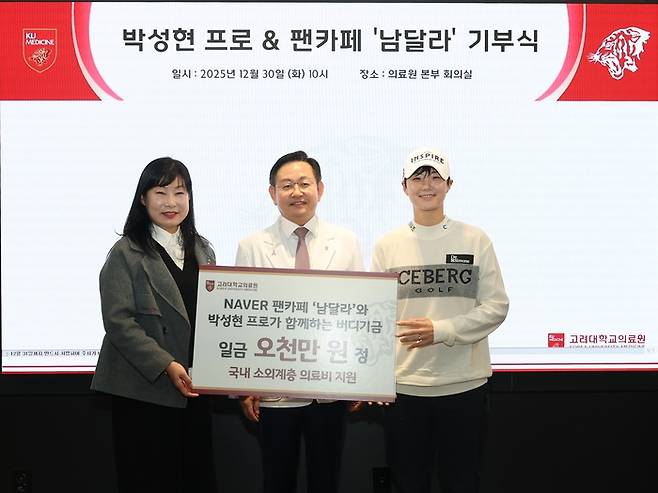 KU
MEDICINE
박성현 프로 & 팬카페 '남달라' 기부식
일시 : 2025년 12월 30일 (화) 10시 장소 : 의료원 본부 회의실
INSPIRE
CEBERG
GOLF
고려대학교의료원
NAVER 팬카페 '남달라'와
박성현 프로가 함께하는 버디기금
일금 오천만 원 정
국내 소외계층 의료비 지원
고려대학교의료원
KOREA UNIVERSITY MEDICINE